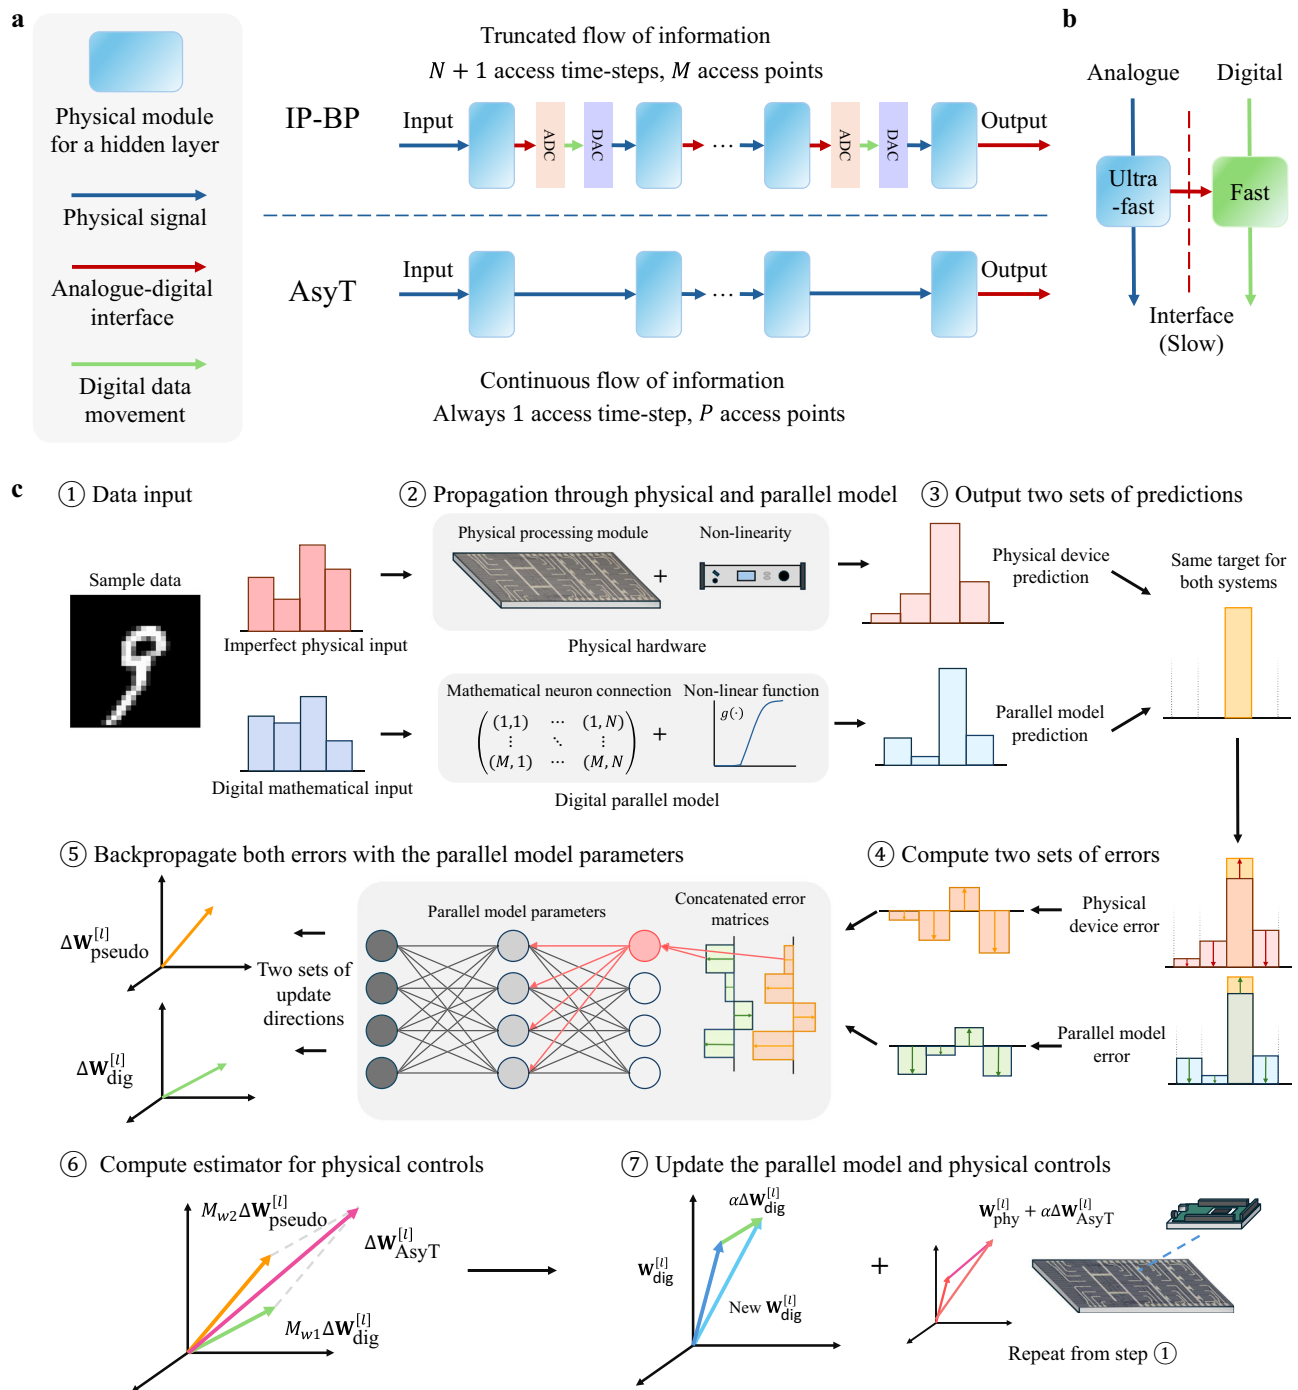 a
Physical module
for a hidden layer
Physical signal
Analogue-digital
interface
Digital data
movement
Truncated flow of information
N + 1 access time-steps, M access points
IP-BP
Input
ADC
DAC
...
ADC
DAC
Output
AsyT
Input
...
Output
Continuous flow of information
Always 1 access time-step, P access points
b
Analogue
Digital
Ultra
-fast
Fast
Interface
(Slow)
c
① Data input
② Propagation through physical and parallel model
③ Output two sets of predictions
Sample data
Imperfect physical input
Digital mathematical input
Physical processing module
+
Non-linearity
Physical hardware
Mathematical neuron connection
(1,1) ⋯ (1, N)
⋮ ⋱ ⋮
(M, 1) ⋯ (M, N)
+
Non-linear function
g(·)
Digital parallel model
Physical device
prediction
Parallel model
prediction
Same target for
both systems
④ Compute two sets of errors
Physical
device error
Parallel model
error
⑤ Backpropagate both errors with the parallel model parameters
ΔW[l]pseudo
ΔW[l]dig
Two sets of
update
directions
Parallel model parameters
Concatenated error
matrices
⑥ Compute estimator for physical controls
Mw2ΔW[l]pseudo
ΔW[l]AsyT
Mw1ΔW[l]dig
⑦ Update the parallel model and physical controls
αΔW[l]dig
W[l]dig
New W[l]dig
+
W[l]phy + αΔW[l]AsyT
Repeat from step ①